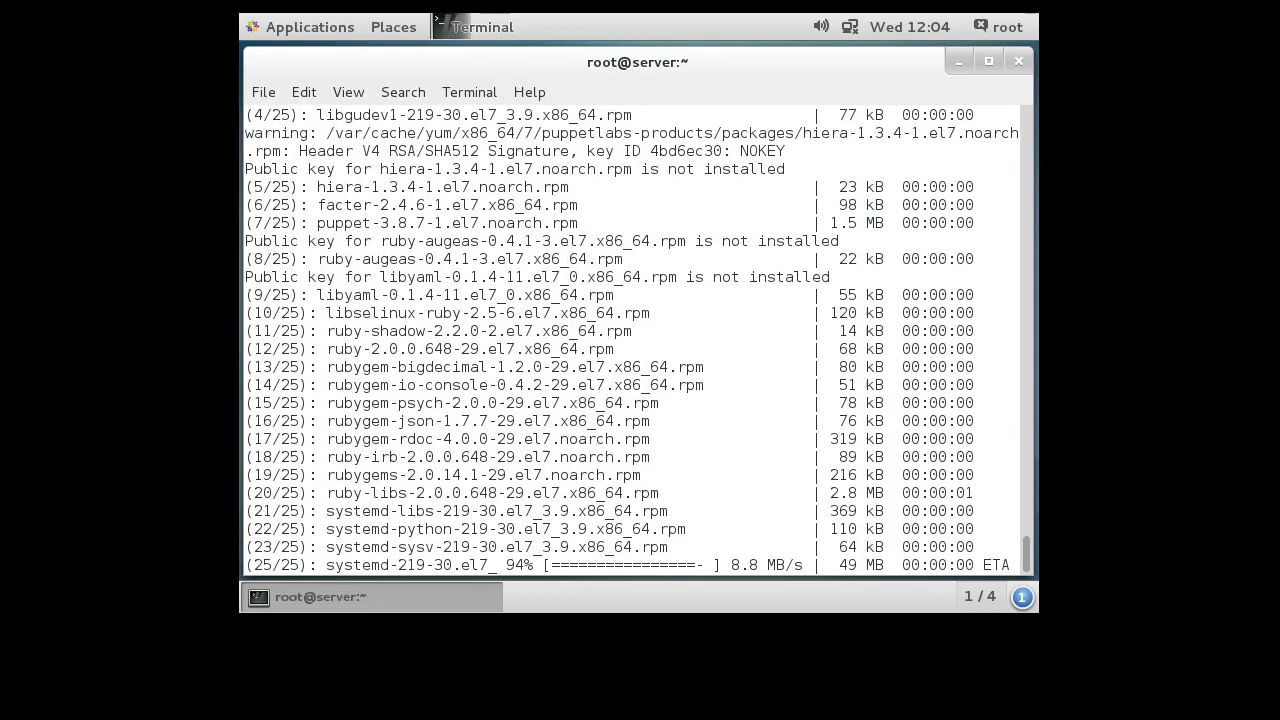 Applications Places Terminal Wed 12:04 root
root@server:~
File Edit View Search Terminal Help
(4/25): libgudev1-219-30.el7_3.9.x86_64.rpm | 77 kB 00:00:00
warning: /var/cache/yum/x86_64/7/puppetlabs-products/packages/hiera-1.3.4-1.el7.noarch
.rpm: Header V4 RSA/SHA512 Signature, key ID 4bd6ec30: NOKEY
Public key for hiera-1.3.4-1.el7.noarch.rpm is not installed
(5/25): hiera-1.3.4-1.el7.noarch.rpm | 23 kB 00:00:00
(6/25): facter-2.4.6-1.el7.x86_64.rpm | 98 kB 00:00:00
(7/25): puppet-3.8.7-1.el7.noarch.rpm | 1.5 MB 00:00:00
Public key for ruby-augeas-0.4.1-3.el7.x86_64.rpm is not installed
(8/25): ruby-augeas-0.4.1-3.el7.x86_64.rpm | 22 kB 00:00:00
Public key for libyaml-0.1.4-11.el7_0.x86_64.rpm is not installed
(9/25): libyaml-0.1.4-11.el7_0.x86_64.rpm | 55 kB 00:00:00
(10/25): libselinux-ruby-2.5-6.el7.x86_64.rpm | 120 kB 00:00:00
(11/25): ruby-shadow-2.2.0-2.el7.x86_64.rpm | 14 kB 00:00:00
(12/25): ruby-2.0.0.648-29.el7.x86_64.rpm | 68 kB 00:00:00
(13/25): rubygem-bigdecimal-1.2.0-29.el7.x86_64.rpm | 80 kB 00:00:00
(14/25): rubygem-io-console-0.4.2-29.el7.x86_64.rpm | 51 kB 00:00:00
(15/25): rubygem-psych-2.0.0-29.el7.x86_64.rpm | 78 kB 00:00:00
(16/25): rubygem-json-1.7.7-29.el7.x86_64.rpm | 76 kB 00:00:00
(17/25): rubygem-rdoc-4.0.0-29.el7.noarch.rpm | 319 kB 00:00:00
(18/25): ruby-irb-2.0.0.648-29.el7.noarch.rpm | 89 kB 00:00:00
(19/25): rubygems-2.0.14.1-29.el7.noarch.rpm | 216 kB 00:00:00
(20/25): ruby-libs-2.0.0.648-29.el7.x86_64.rpm | 2.8 MB 00:00:01
(21/25): systemd-libs-219-30.el7_3.9.x86_64.rpm | 369 kB 00:00:00
(22/25): systemd-python-219-30.el7_3.9.x86_64.rpm | 110 kB 00:00:00
(23/25): systemd-sysv-219-30.el7_3.9.x86_64.rpm | 64 kB 00:00:00
(25/25): systemd-219-30.el7_ 94% [================- ] 8.8 MB/s | 49 MB 00:00:00 ETA
root@server:~ 1 / 4 1